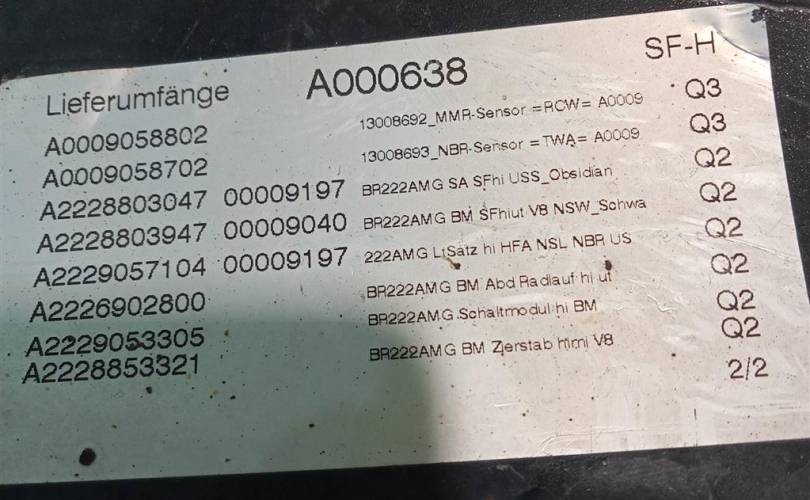 Lieferumfänge A000638 SF-H
A0009058802 13008692_MMR-Sensor =RCW= A0009 Q3
A0009058702 13008693_NBR-Sensor =TWA= A0009 Q3
A2228803047 00009197 BR222AMG SA SFhi USS_Obsidian Q2
A2228803947 00009040 BR222AMG BM SFhiut V8 NSW_Schwa Q2
A2229057104 00009197 222AMG LtSatz hi HFA NSL NBR US Q2
A2226902800 BR222AMG BM Abd Radlauf hi ut Q2
A2229053305 BR222AMG Schaltmodul hi BM Q2
A2228853321 BR222AMG BM Zierstab himi V8 Q2
2/2